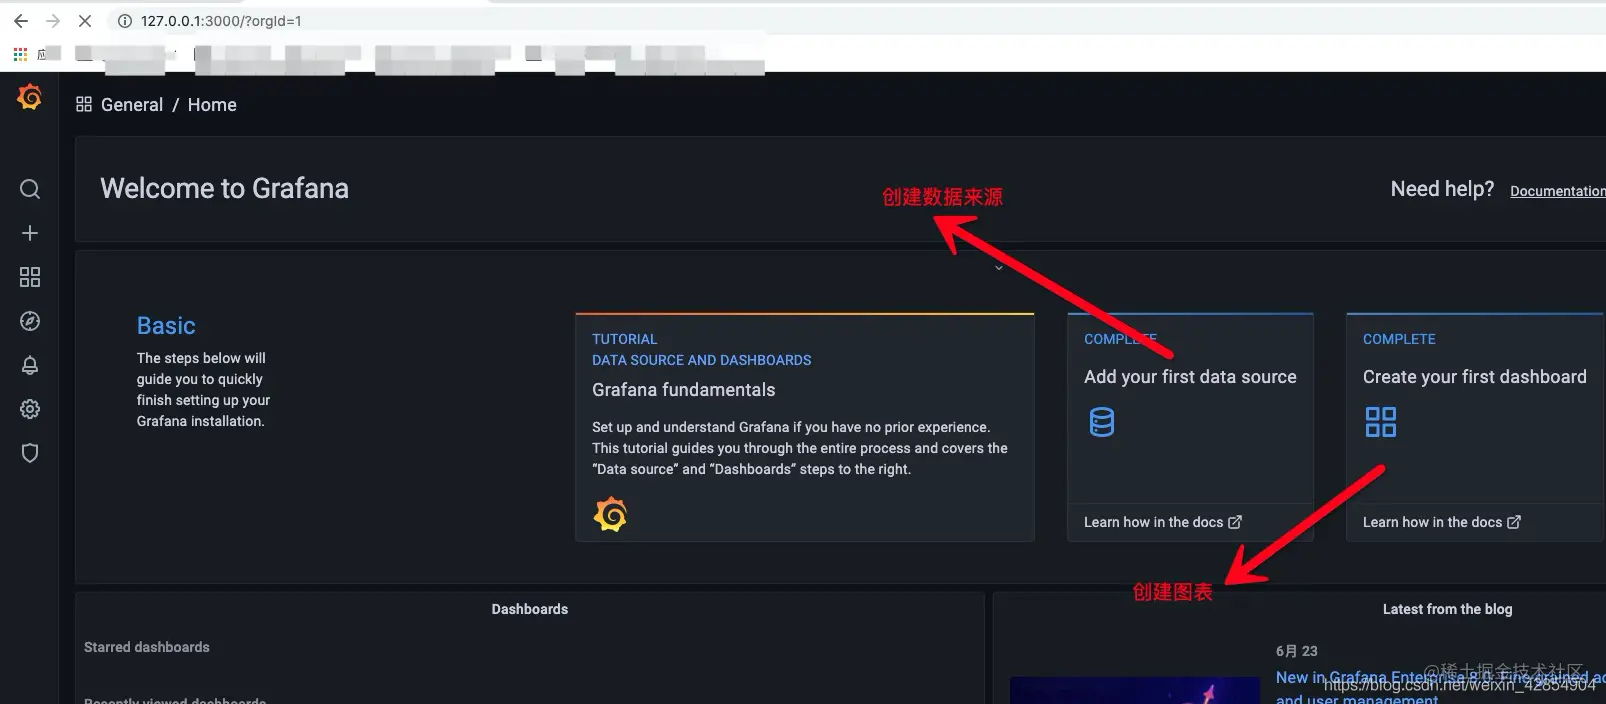 127.0.0.1:3000/?orgId=1
General / Home
Welcome to Grafana
创建数据来源
Need help?
Documentation
Basic
The steps below will
guide you to quickly
finish setting up your
Grafana installation.
TUTORIAL
DATA SOURCE AND DASHBOARDS
Grafana fundamentals
Set up and understand Grafana if you have no prior experience.
This tutorial guides you through the entire process and covers the
“Data source” and “Dashboards” steps to the right.
COMPLETE
Add your first data source
Learn how in the docs
COMPLETE
Create your first dashboard
Learn how in the docs
创建图表
Dashboards
Starred dashboards
Recently viewed dashboards
Latest from the blog
6月 23
New in Grafana Enterprise 8.0: Fine-grained ac
and user management
@稀土掘金技术社区
https://blog.csdn.net/weixin_42854904